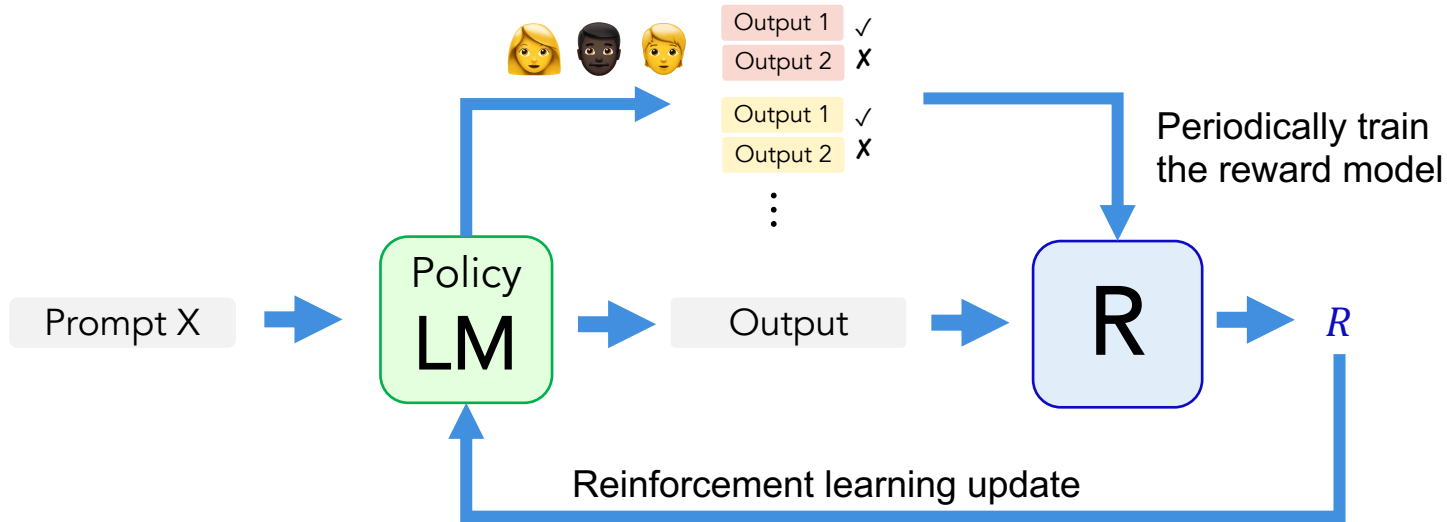 Output 1 ✓
Output 2 ✗
Output 1 ✓
Output 2 ✗
⋮
Periodically train
the reward model
Prompt X
Policy
LM
Output
R
R
Reinforcement learning update